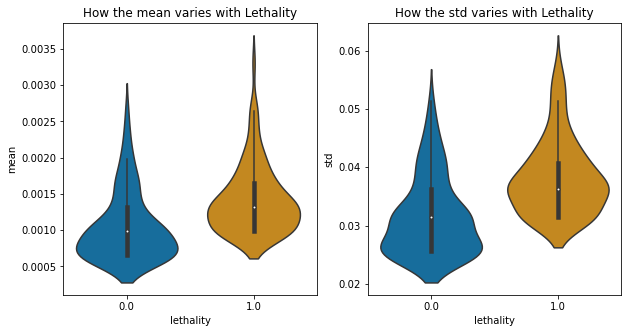 How the mean varies with Lethality
0.0035
0.0030
0.0025
0.0020
0.0015
0.0010
0.0005
mean
0.0
1.0
lethality
How the std varies with Lethality
0.06
0.05
0.04
0.03
0.02
std
0.0
1.0
lethality